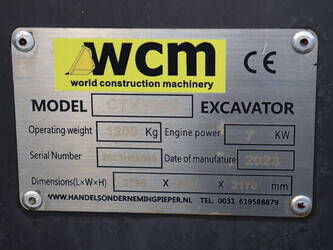 wcm
world construction machinery
CE
MODEL EXCAVATOR
Operating weight 1200 Kg Engine power 7 KW
Serial Number Date of manufature 2023
Dimensions(L×W×H) X X 2170 mm
WWW.HANDELSONDERNEMINGPIEPER.NL TEL: 0031 619588879